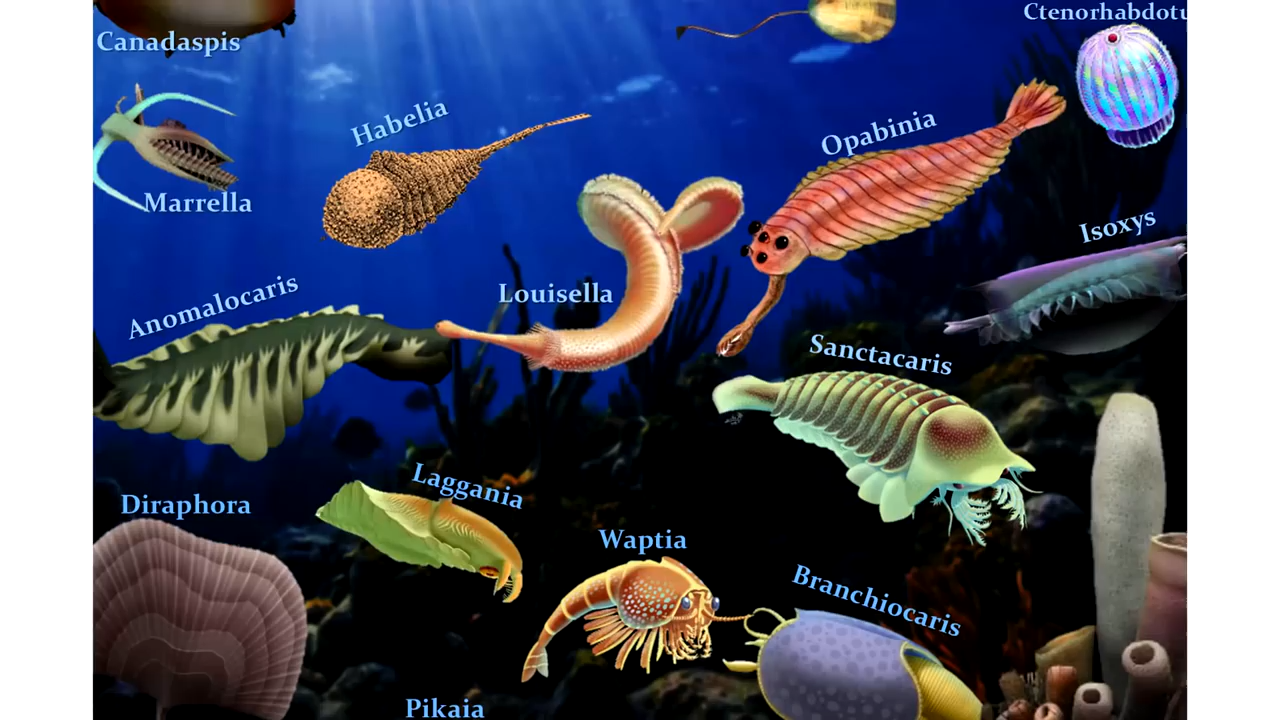 Ctenorhabdotu
Canadaspis
Habelia
Opabinia
Marrella
Isoxys
Louisella
Anomalocaris
Sanctacaris
Laggania
Diraphora
Waptia
Branchiocaris
Pikaia